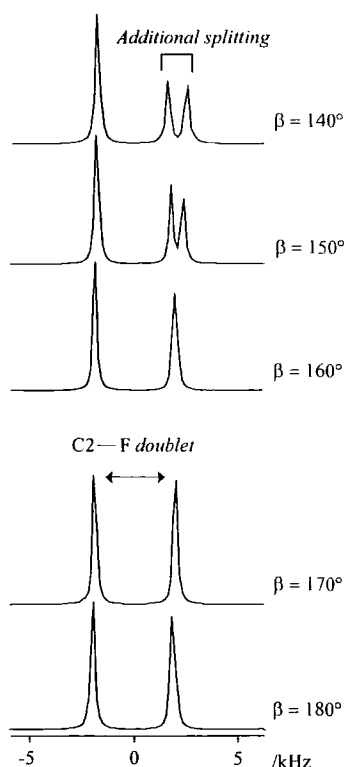 Additional splitting
β = 140°
β = 150°
β = 160°
C2—F doublet
β = 170°
β = 180°
-5 0 5 /kHz